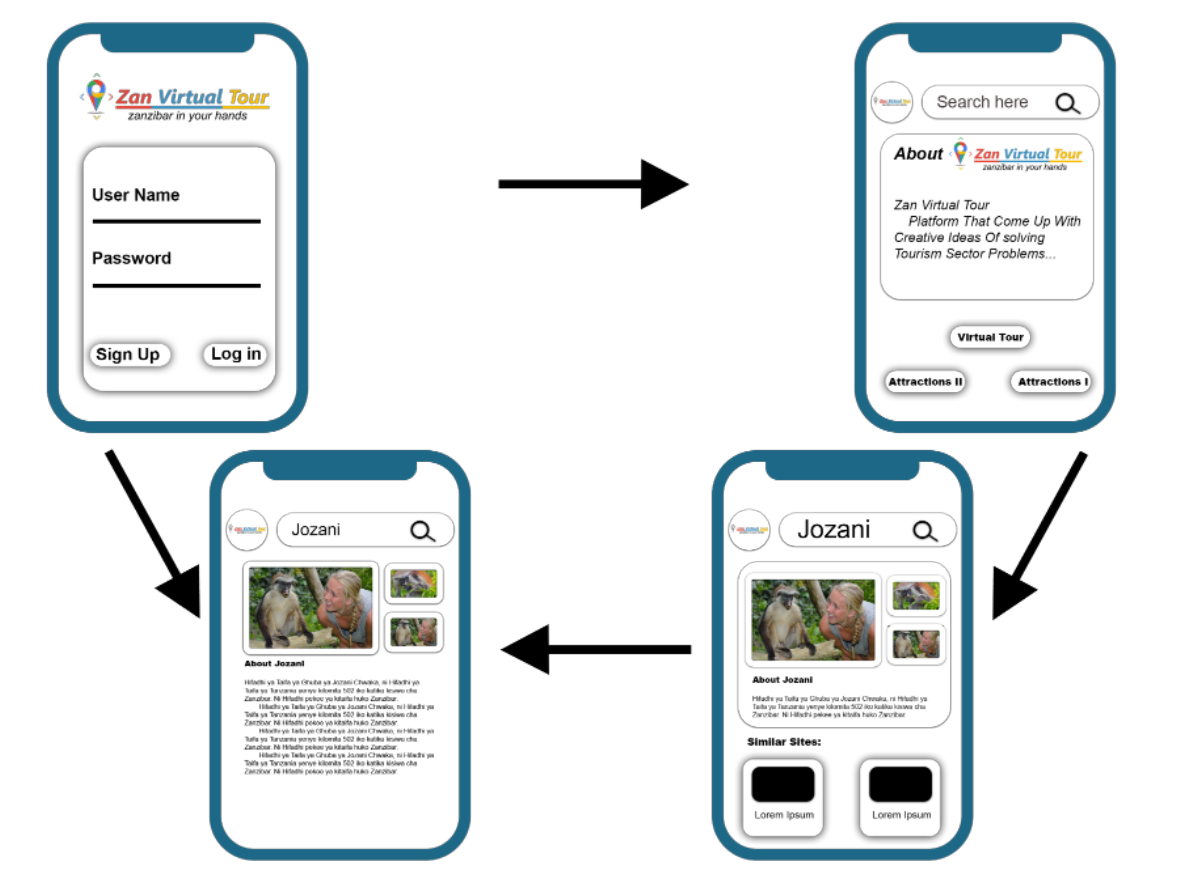 Zan Virtual Tour
zanzibar in your hands
User Name
Password
Sign Up
Log in
Zan Virtual Tour
Search here
About Zan Virtual Tour
zanzibar in your hands
Zan Virtual Tour
Platform That Come Up With
Creative Ideas Of solving
Tourism Sector Problems...
Virtual Tour
Attractions II
Attractions I
Jozani
About Jozani
Hifadhi ya Taifa ya Ghuba ya Jozani Chwaka, ni Hifadhi ya
Taifa ya Tanzania yenye kilomita 502 iko katika kisiwa cha
Zanzibar. Ni Hifadhi pekee ya kitaifa huko Zanzibar.
Hifadhi ya Taifa ya Ghuba ya Jozani Chwaka, ni Hifadhi ya
Taifa ya Tanzania yenye kilomita 502 iko katika kisiwa cha
Zanzibar. Ni Hifadhi pekee ya kitaifa huko Zanzibar.
Hifadhi ya Taifa ya Ghuba ya Jozani Chwaka, ni Hifadhi ya
Taifa ya Tanzania yenye kilomita 502 iko katika kisiwa cha
Zanzibar. Ni Hifadhi pekee ya kitaifa huko Zanzibar.
Hifadhi ya Taifa ya Ghuba ya Jozani Chwaka, ni Hifadhi ya
Taifa ya Tanzania yenye kilomita 502 iko katika kisiwa cha
Zanzibar. Ni Hifadhi pekee ya kitaifa huko Zanzibar.
Jozani
About Jozani
Hifadhi ya Taifa ya Ghuba ya Jozani Chwaka, ni Hifadhi ya
Taifa ya Tanzania yenye kilomita 502 iko katika kisiwa cha
Zanzibar. Ni Hifadhi pekee ya kitaifa huko Zanzibar.
Similar Sites:
Lorem Ipsum
Lorem Ipsum